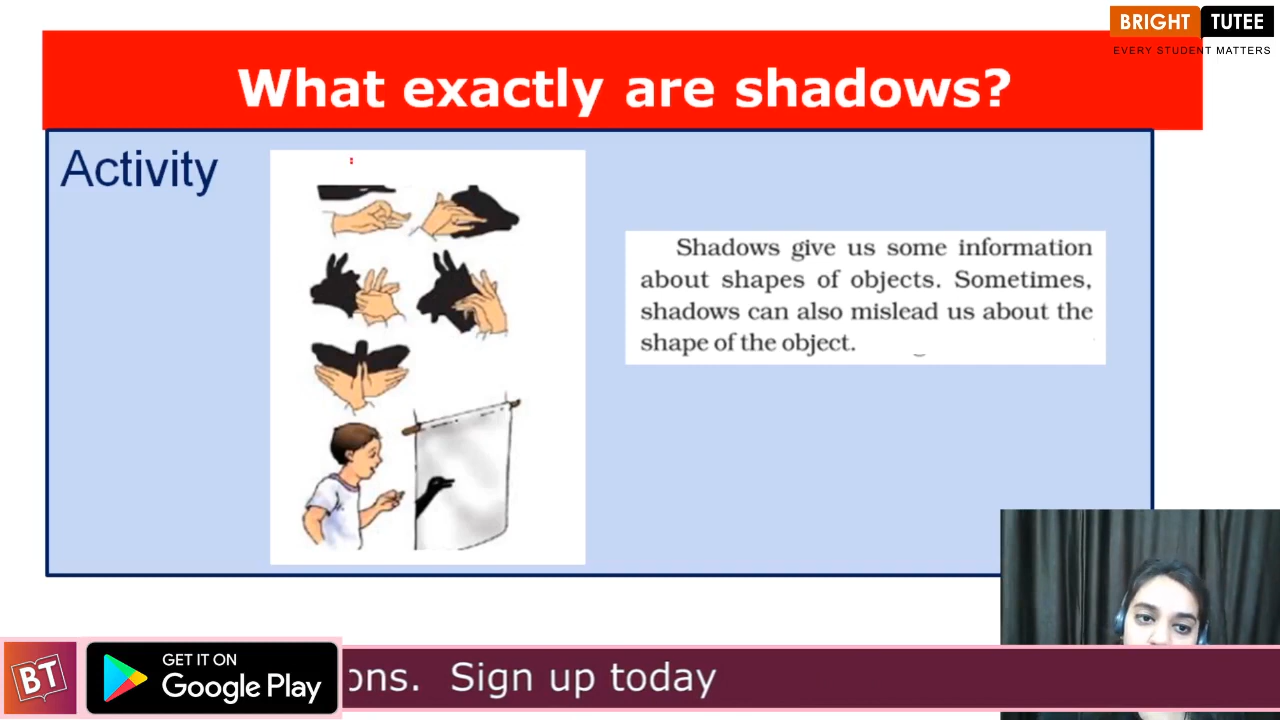 BRIGHT TUTEE
EVERY STUDENT MATTERS
What exactly are shadows?
Activity
Shadows give us some information
about shapes of objects. Sometimes,
shadows can also mislead us about the
shape of the object.
BT
GET IT ON
Google Play
ons. Sign up today